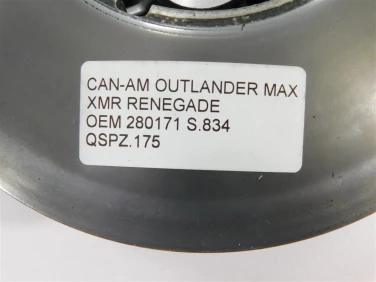 CAN-AM OUTLANDER MAX
XMR RENEGADE
OEM 280171 S.834
QSPZ.175